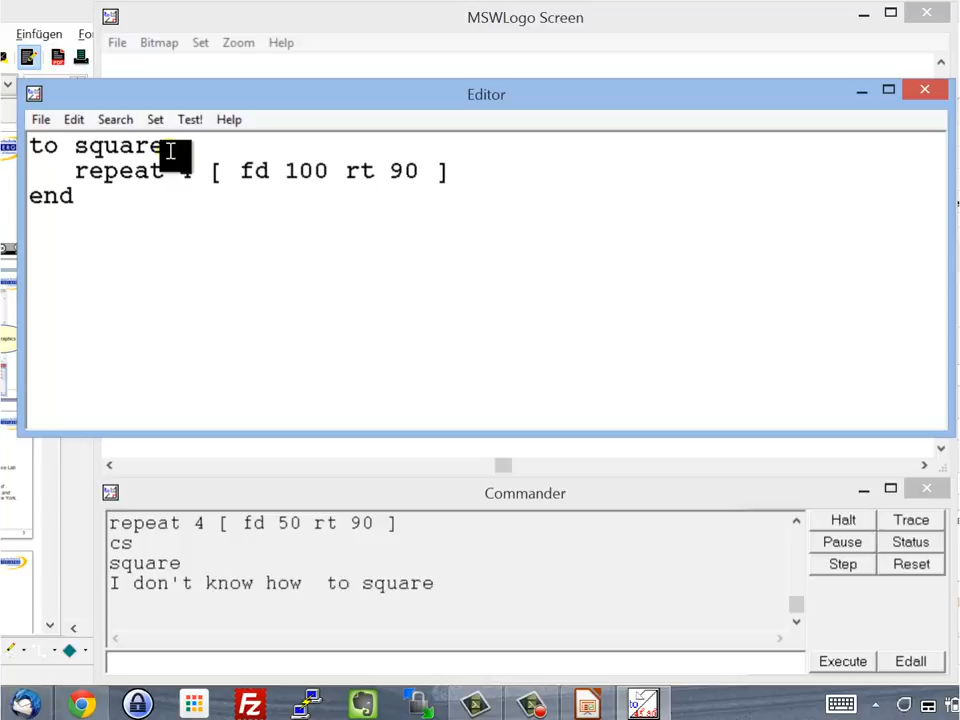 MSWLogo Screen
Einfügen
File Bitmap Set Zoom Help
Editor
File Edit Search Set Test! Help
to square
repeat 4 [ fd 100 rt 90 ]
end
Commander
repeat 4 [ fd 50 rt 90 ]
cs
square
I don't know how  to square
Halt Trace
Pause Status
Step Reset
Execute Edall